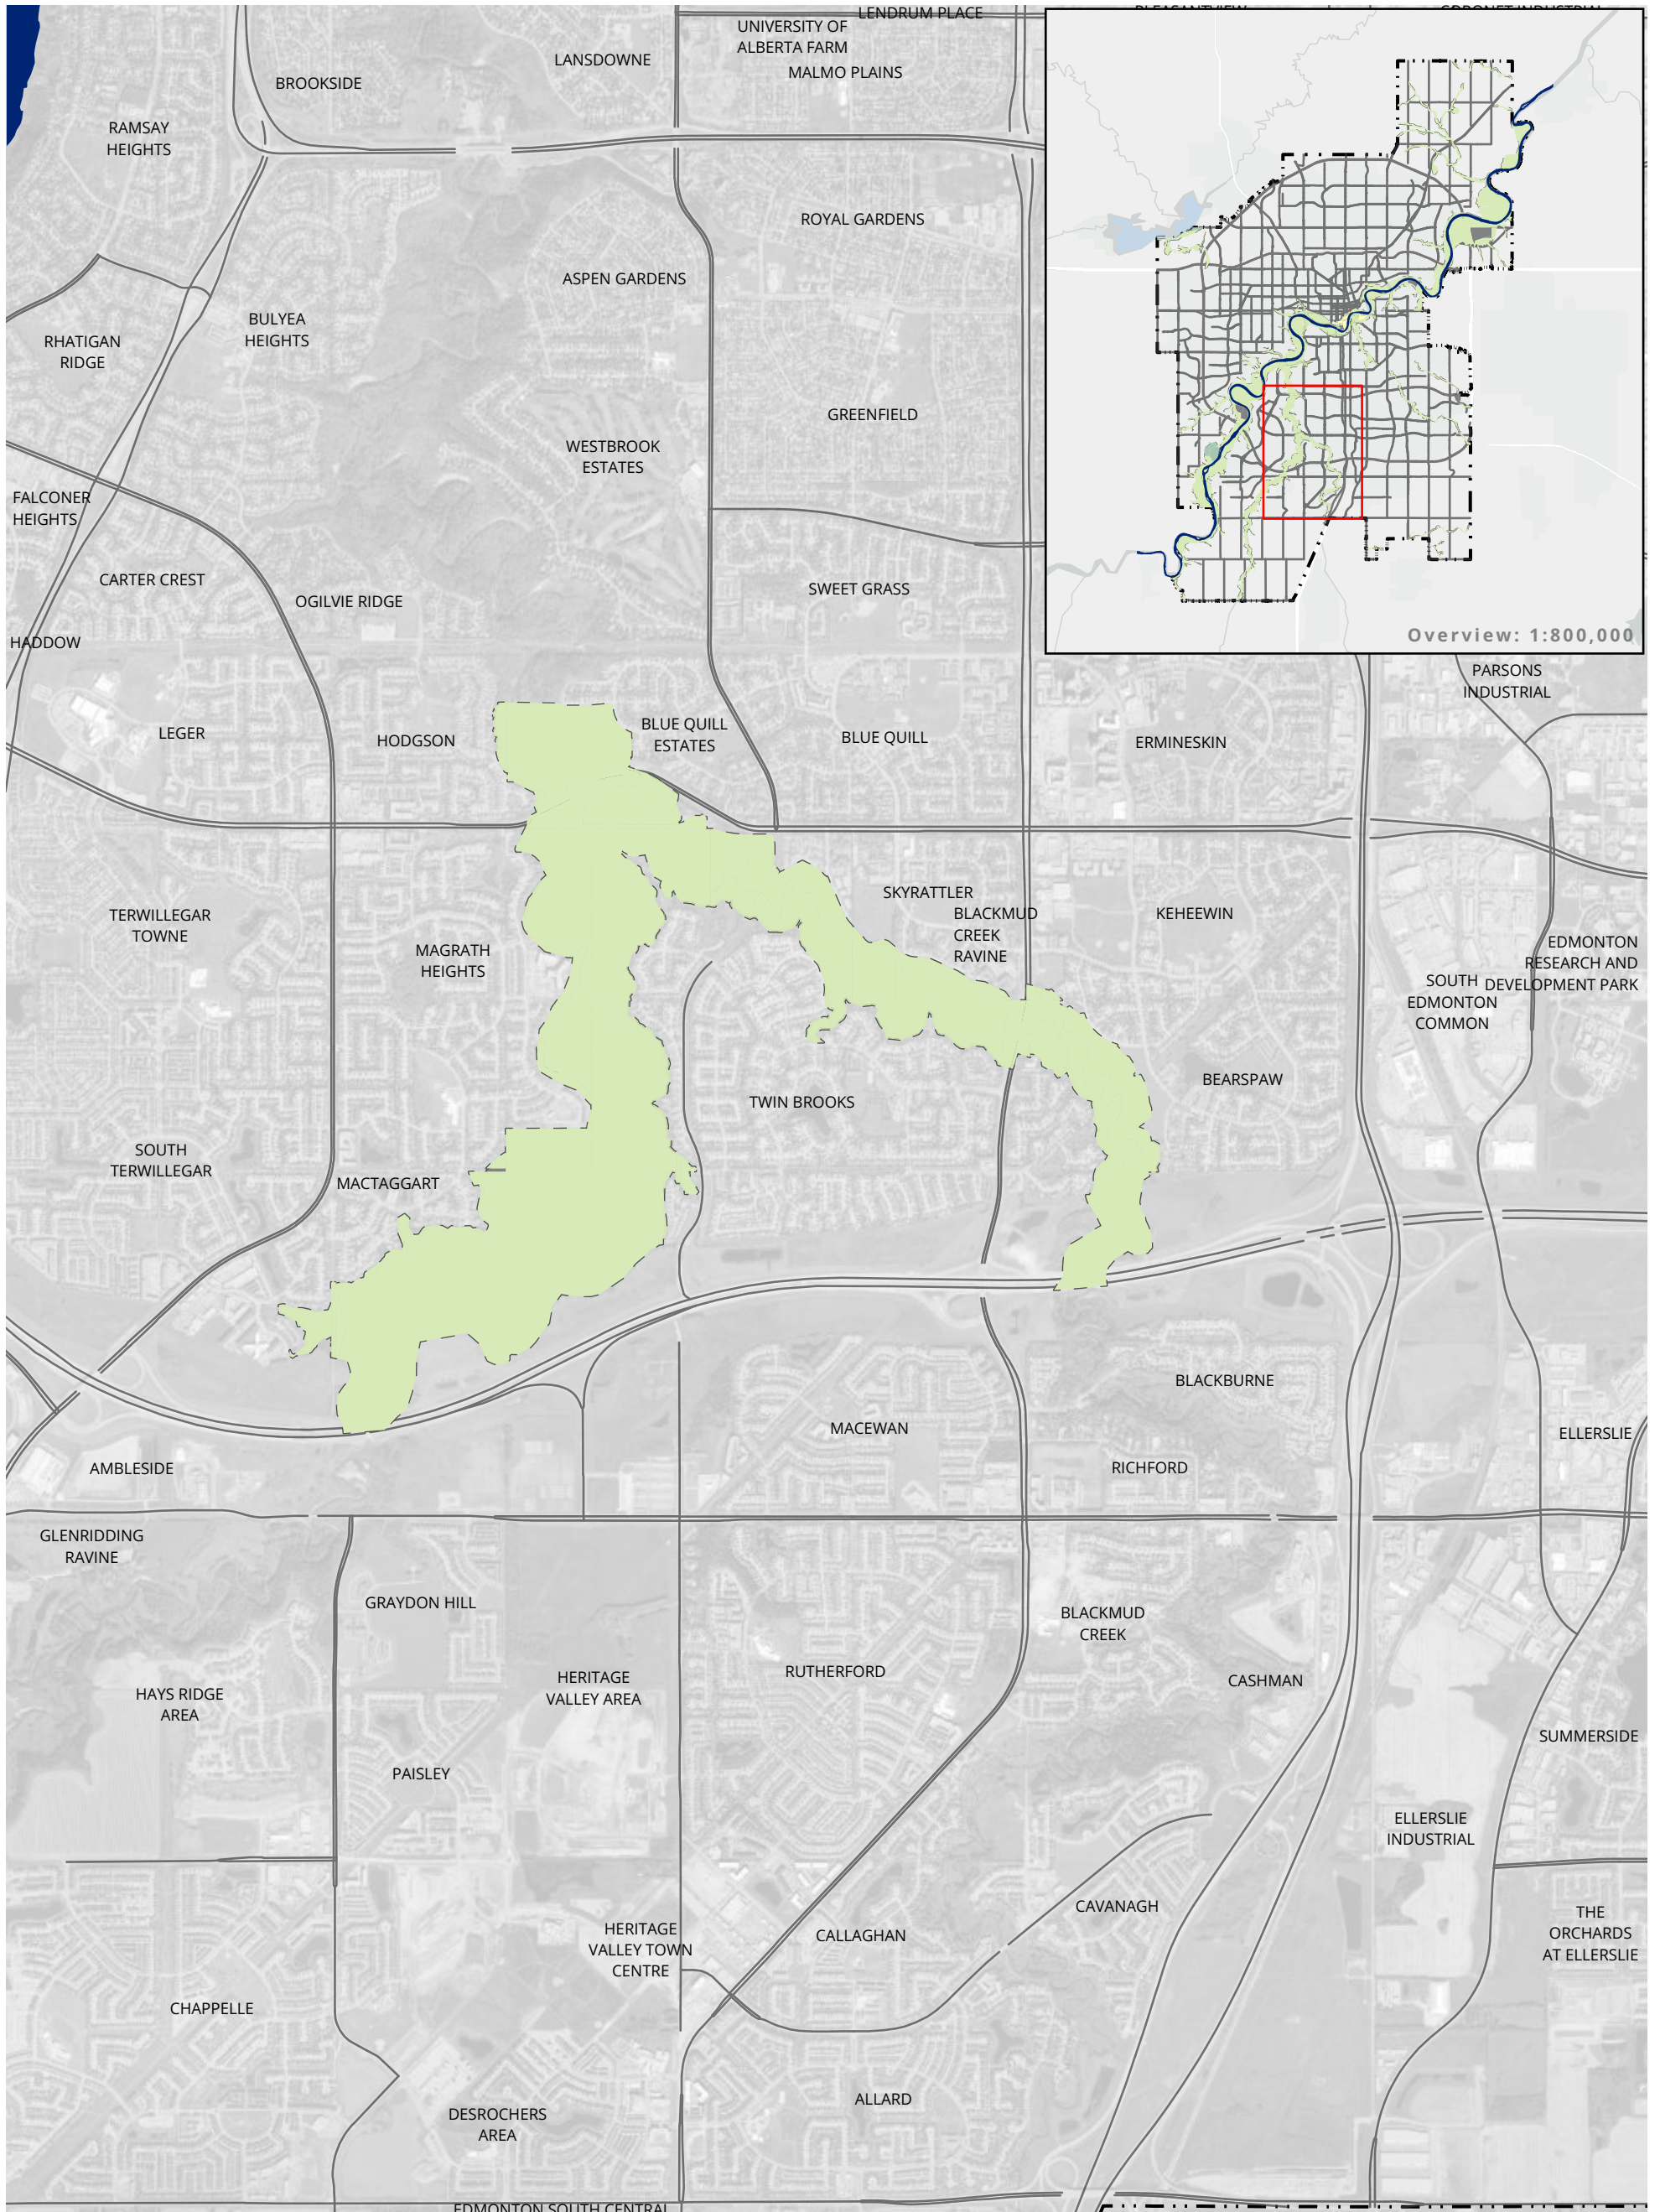 LENDRUM PLACE
UNIVERSITY OF
ALBERTA FARM
MALMO PLAINS
LANSDOWNE
BROOKSIDE
RAMSAY
HEIGHTS
ROYAL GARDENS
ASPEN GARDENS
BULYEA
HEIGHTS
RHATIGAN
RIDGE
GREENFIELD
WESTBROOK
ESTATES
FALCONER
HEIGHTS
CARTER CREST
OGILVIE RIDGE
SWEET GRASS
HADDOW
Overview: 1:800,000
PARSONS
INDUSTRIAL
LEGER
HODGSON
BLUE QUILL
ESTATES
BLUE QUILL
ERMINESKIN
SKYRATTLER
BLACKMUD
CREEK
RAVINE
KEHEEWIN
TERWILLEGAR
TOWNE
MAGRATH
HEIGHTS
EDMONTON
RESEARCH AND
DEVELOPMENT PARK
SOUTH
EDMONTON
COMMON
BEARSPAW
TWIN BROOKS
SOUTH
TERWILLEGAR
MACTAGGART
BLACKBURNE
MACEWAN
ELLERSLIE
AMBLESIDE
RICHFORD
GLENRIDDING
RAVINE
GRAYDON HILL
BLACKMUD
CREEK
RUTHERFORD
HERITAGE
VALLEY AREA
CASHMAN
HAYS RIDGE
AREA
SUMMERSIDE
PAISLEY
ELLERSLIE
INDUSTRIAL
CAVANAGH
HERITAGE
VALLEY TOWN
CENTRE
CALLAGHAN
THE
ORCHARDS
AT ELLERSLIE
CHAPPELLE
ALLARD
DESROCHERS
AREA
EDMONTON SOUTH CENTRAL